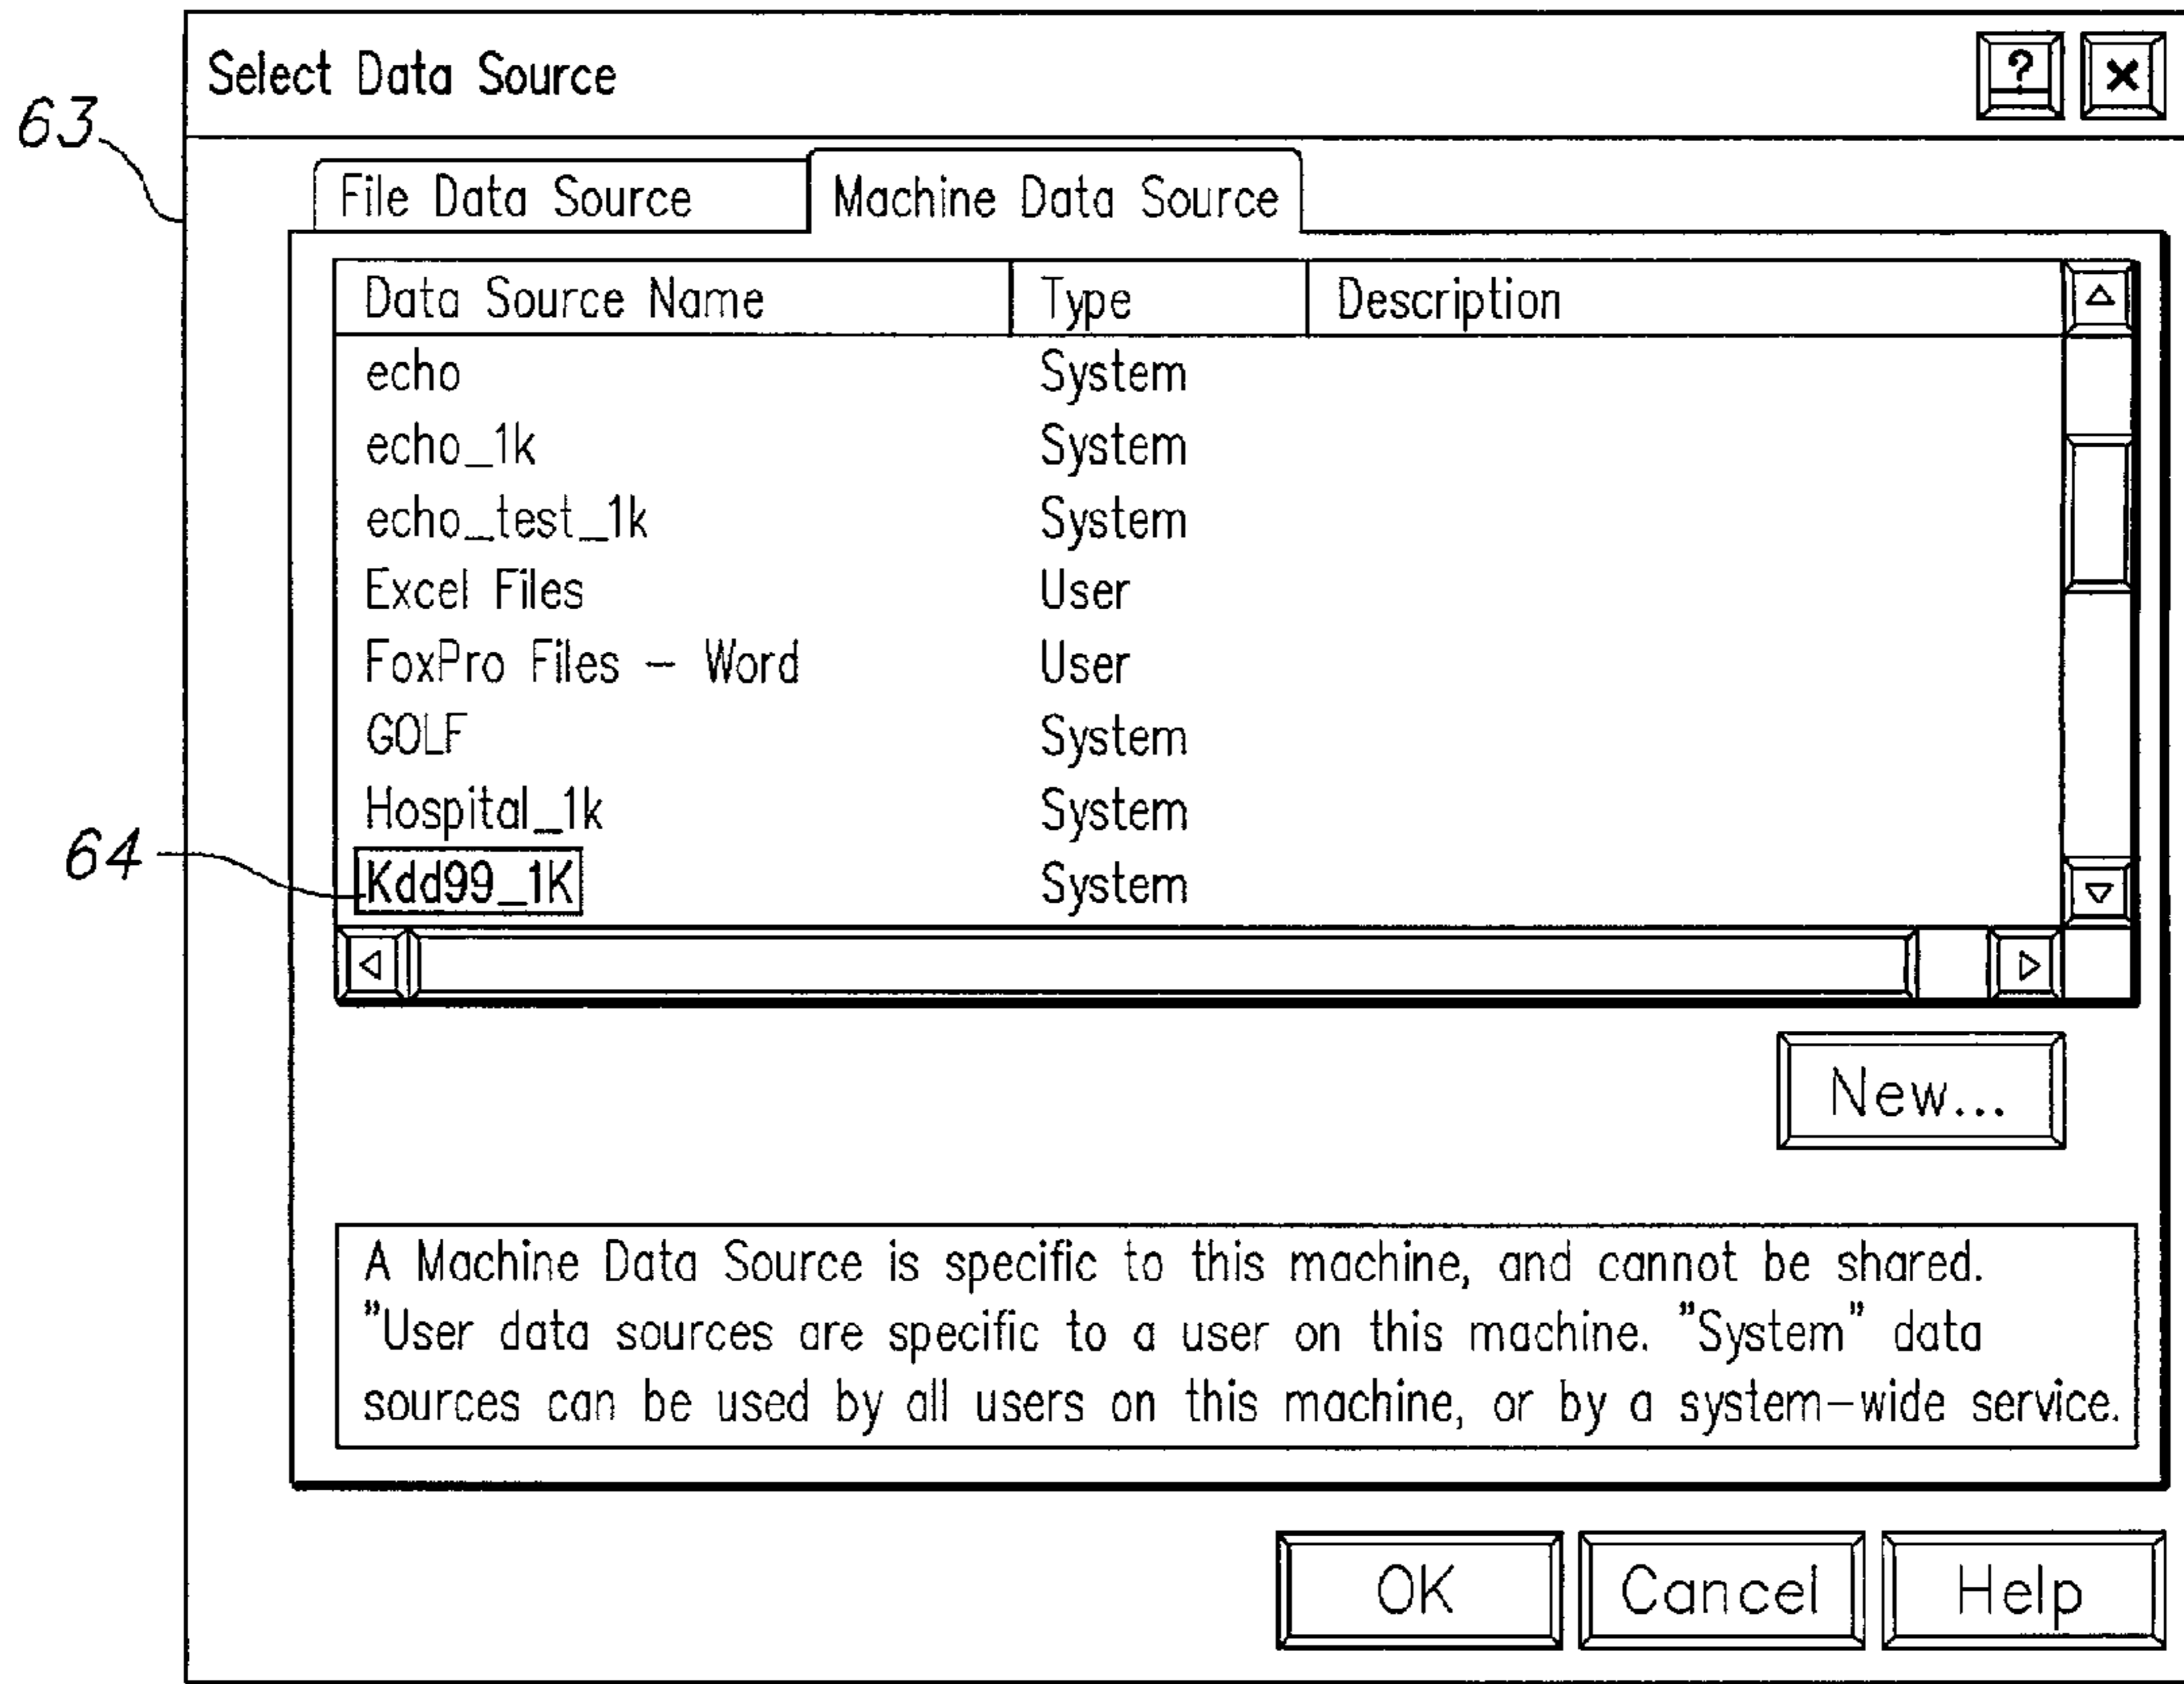 Select Data Source ? ×
63
File Data Source Machine Data Source
Data Source Name Type Description
echo System
echo_1k System
echo_test_1k System
Excel Files User
FoxPro Files – Word User
GOLF System
Hospital_1k System
64 Kdd99_1K System
New...
A Machine Data Source is specific to this machine, and cannot be shared.
"User data sources are specific to a user on this machine. "System" data
sources can be used by all users on this machine, or by a system–wide service.
OK Cancel Help